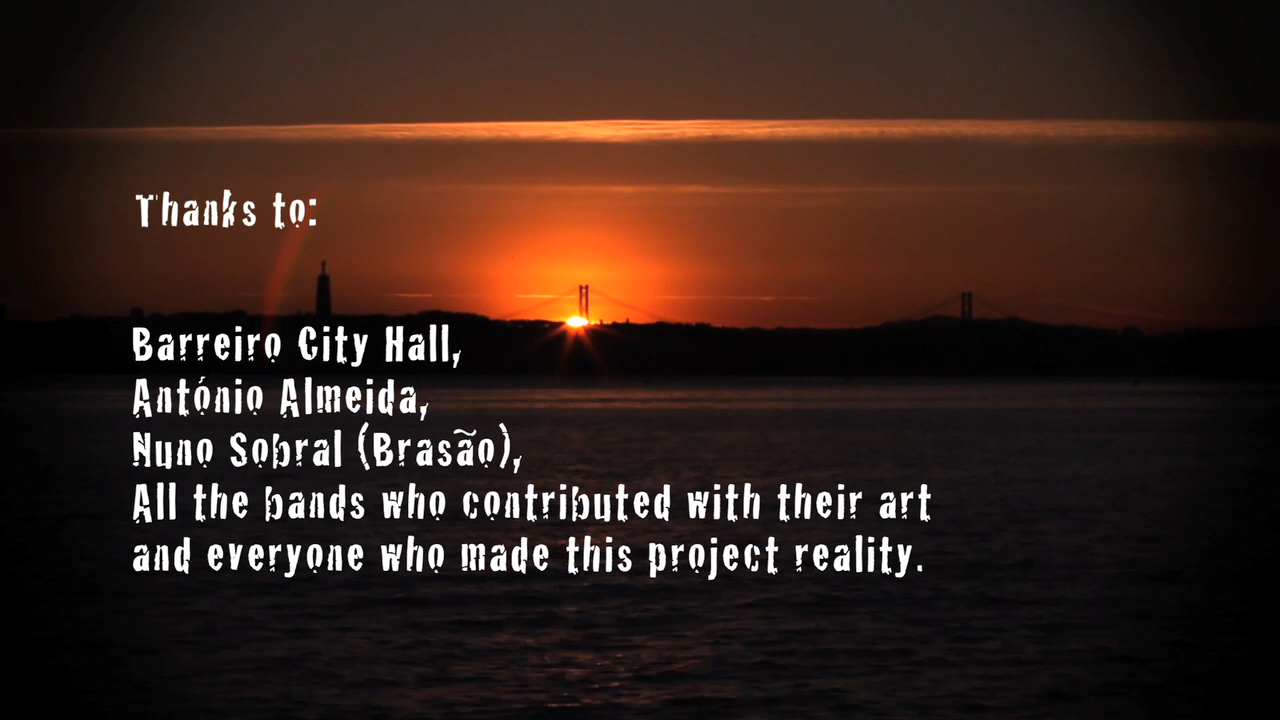 Thanks to:
Barreiro City Hall,
António Almeida,
Nuno Sobral (Brasão),
All the bands who contributed with their art
and everyone who made this project reality.